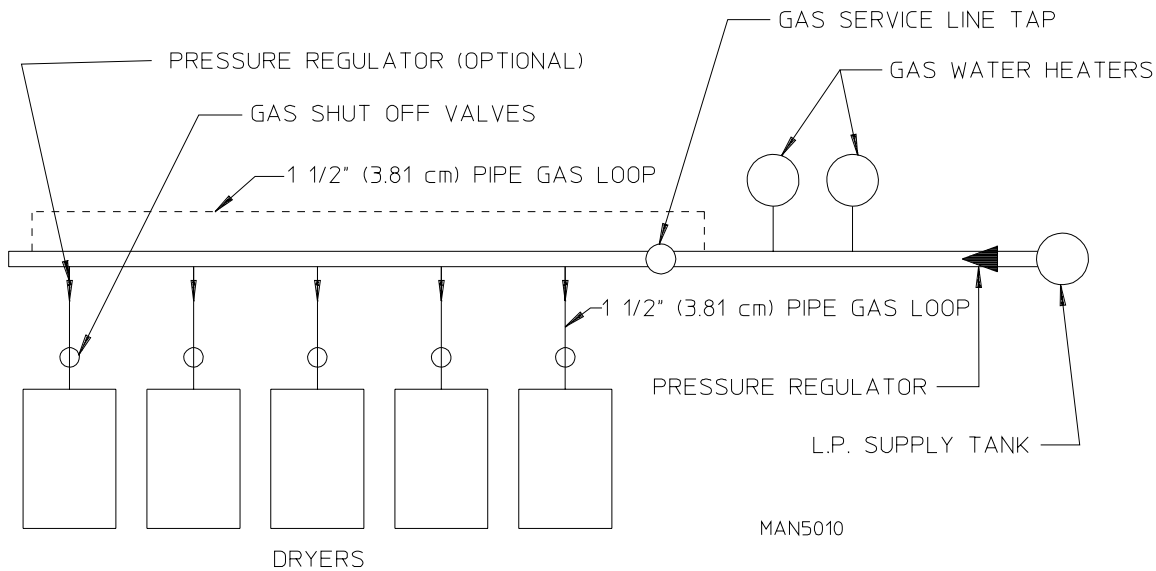 GAS SERVICE LINE TAP
PRESSURE REGULATOR (OPTIONAL)
GAS WATER HEATERS
GAS SHUT OFF VALVES
1 1/2" (3.81 cm) PIPE GAS LOOP
1 1/2" (3.81 cm) PIPE GAS LOOP
PRESSURE REGULATOR
L.P. SUPPLY TANK
MAN5010
DRYERS